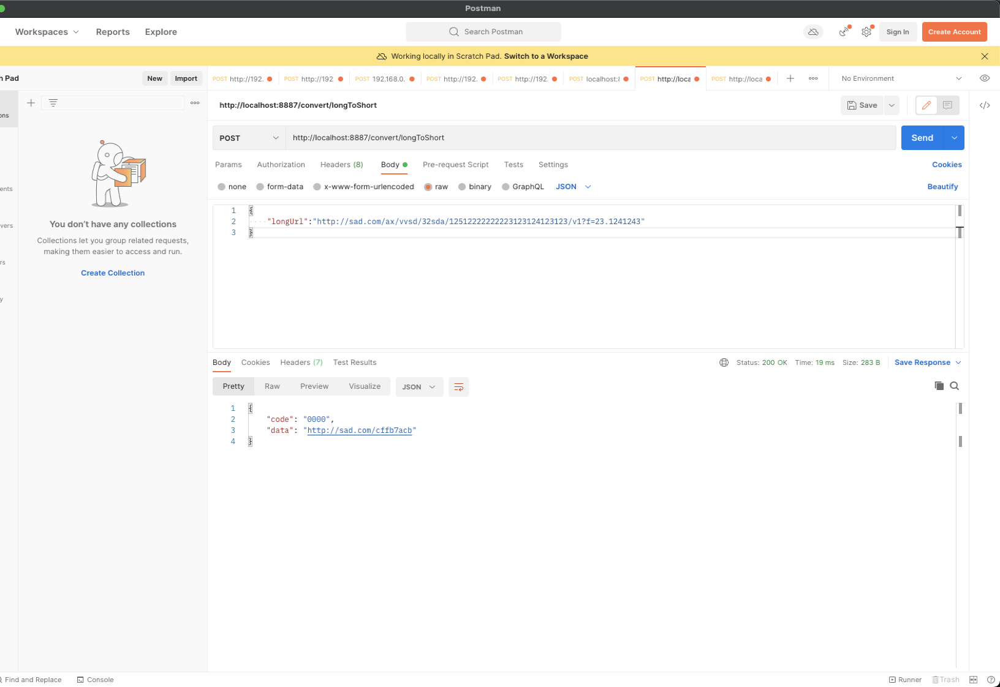 Postman
Workspaces Reports Explore Search Postman Sign In Create Account
Working locally in Scratch Pad. Switch to a Workspace
h Pad New Import POST http://192. POST http://192 POST 192.168.0. POST http://192. POST http://192. POST localhost: POST http://loca POST http://loca No Environment
ons
ents
vers
rs
y
You don't have any collections
Collections let you group related requests,
making them easier to access and run.
Create Collection
http://localhost:8887/convert/longToShort Save
POST http://localhost:8887/convert/longToShort Send
Params Authorization Headers (8) Body Pre-request Script Tests Settings Cookies
none form-data x-www-form-urlencoded raw binary GraphQL JSON Beautify
1 {
2 "longUrl":"http://sad.com/ax/vvsd/32sda/12512222222223123124123123/v1?f=23.1241243"
3 }
Body Cookies Headers (7) Test Results Status: 200 OK Time: 19 ms Size: 283 B Save Response
Pretty Raw Preview Visualize JSON
1 {
2 "code": "0000",
3 "data": "http://sad.com/cffb7acb"
4 }
Find and Replace Console Runner Trash